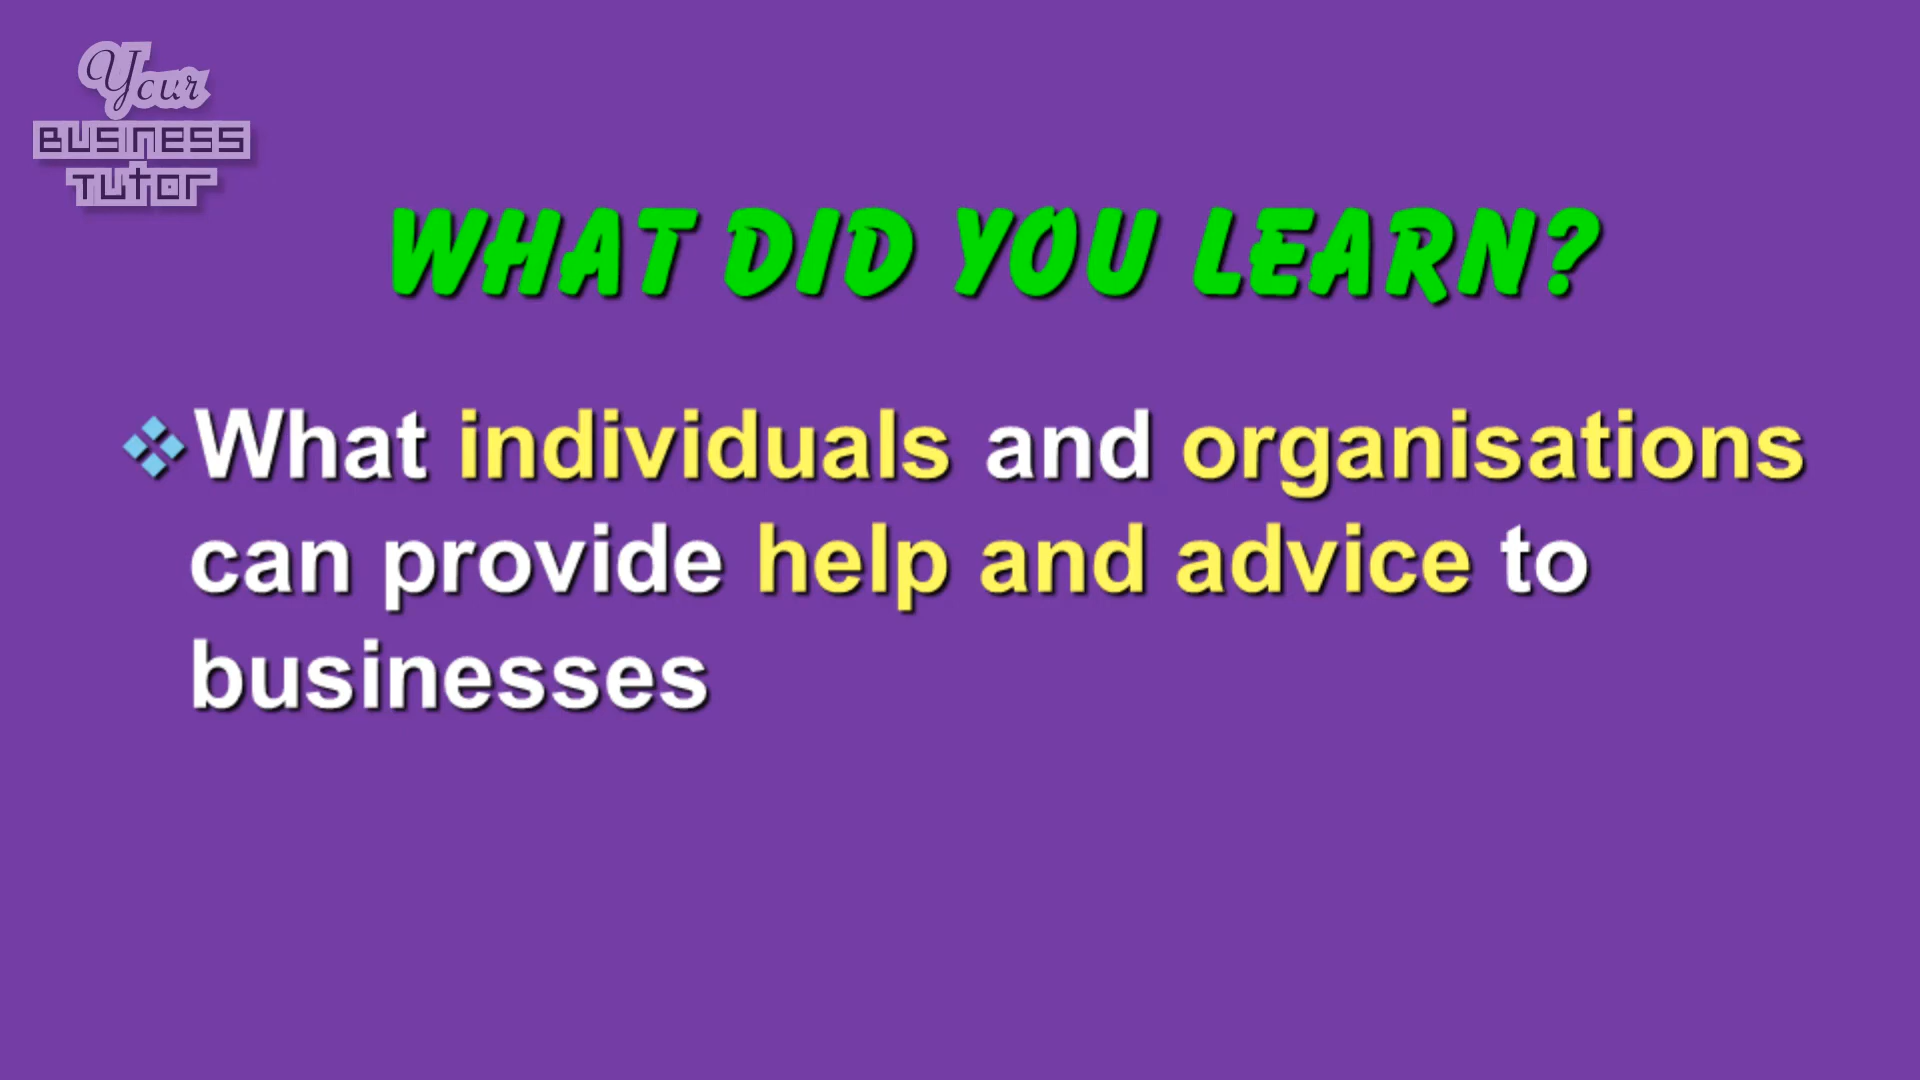 Your
BUSINESS
TUTOR
WHAT DID YOU LEARN?
What individuals and organisations
can provide help and advice to
businesses